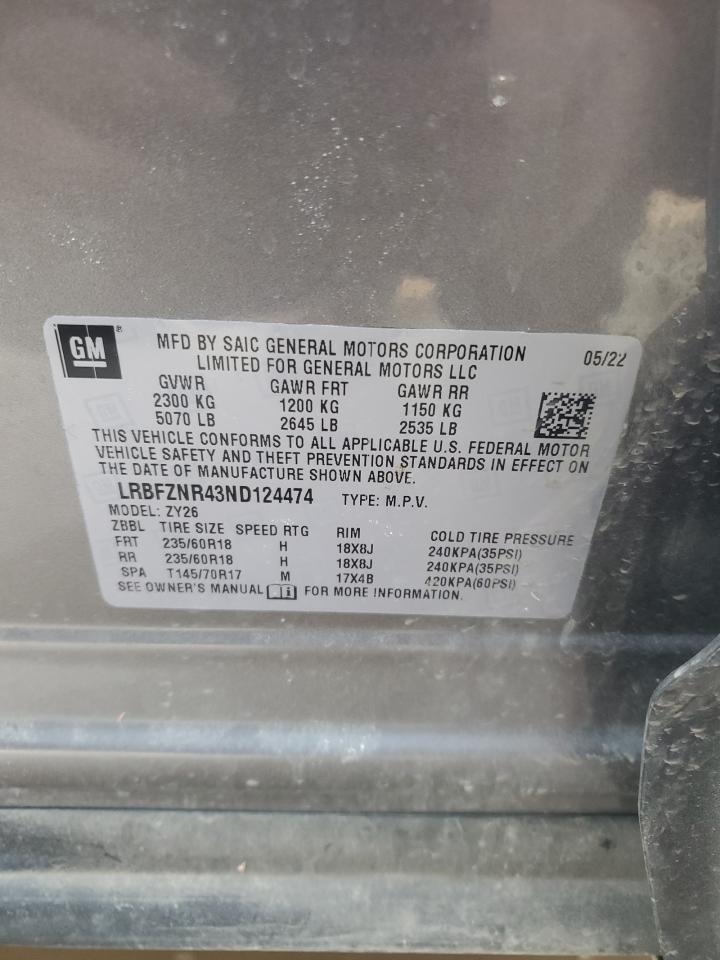 GM
MFD BY SAIC GENERAL MOTORS CORPORATION 05/22
LIMITED FOR GENERAL MOTORS LLC
GVWR GAWR FRT GAWR RR
2300 KG 1200 KG 1150 KG
5070 LB 2645 LB 2535 LB
THIS VEHICLE CONFORMS TO ALL APPLICABLE U.S. FEDERAL MOTOR
VEHICLE SAFETY AND THEFT PREVENTION STANDARDS IN EFFECT ON
THE DATE OF MANUFACTURE SHOWN ABOVE.
LRBFZNR43ND124474 TYPE: M.P.V.
MODEL: ZY26
ZBBL TIRE SIZE SPEED RTG RIM COLD TIRE PRESSURE
FRT 235/60R18 H 18X8J 240KPA(35PSI)
RR 235/60R18 H 18X8J 240KPA(35PSI)
SPA T145/70R17 M 17X4B 420KPA(60PSI)
SEE OWNER'S MANUAL FOR MORE INFORMATION.